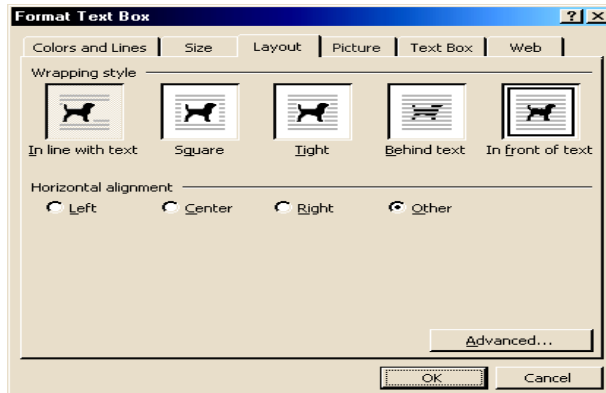 Format Text Box
Colors and Lines Size Layout Picture Text Box Web
Wrapping style
In line with text Square Tight Behind text In front of text
Horizontal alignment
Left Center Right Other
Advanced...
OK Cancel